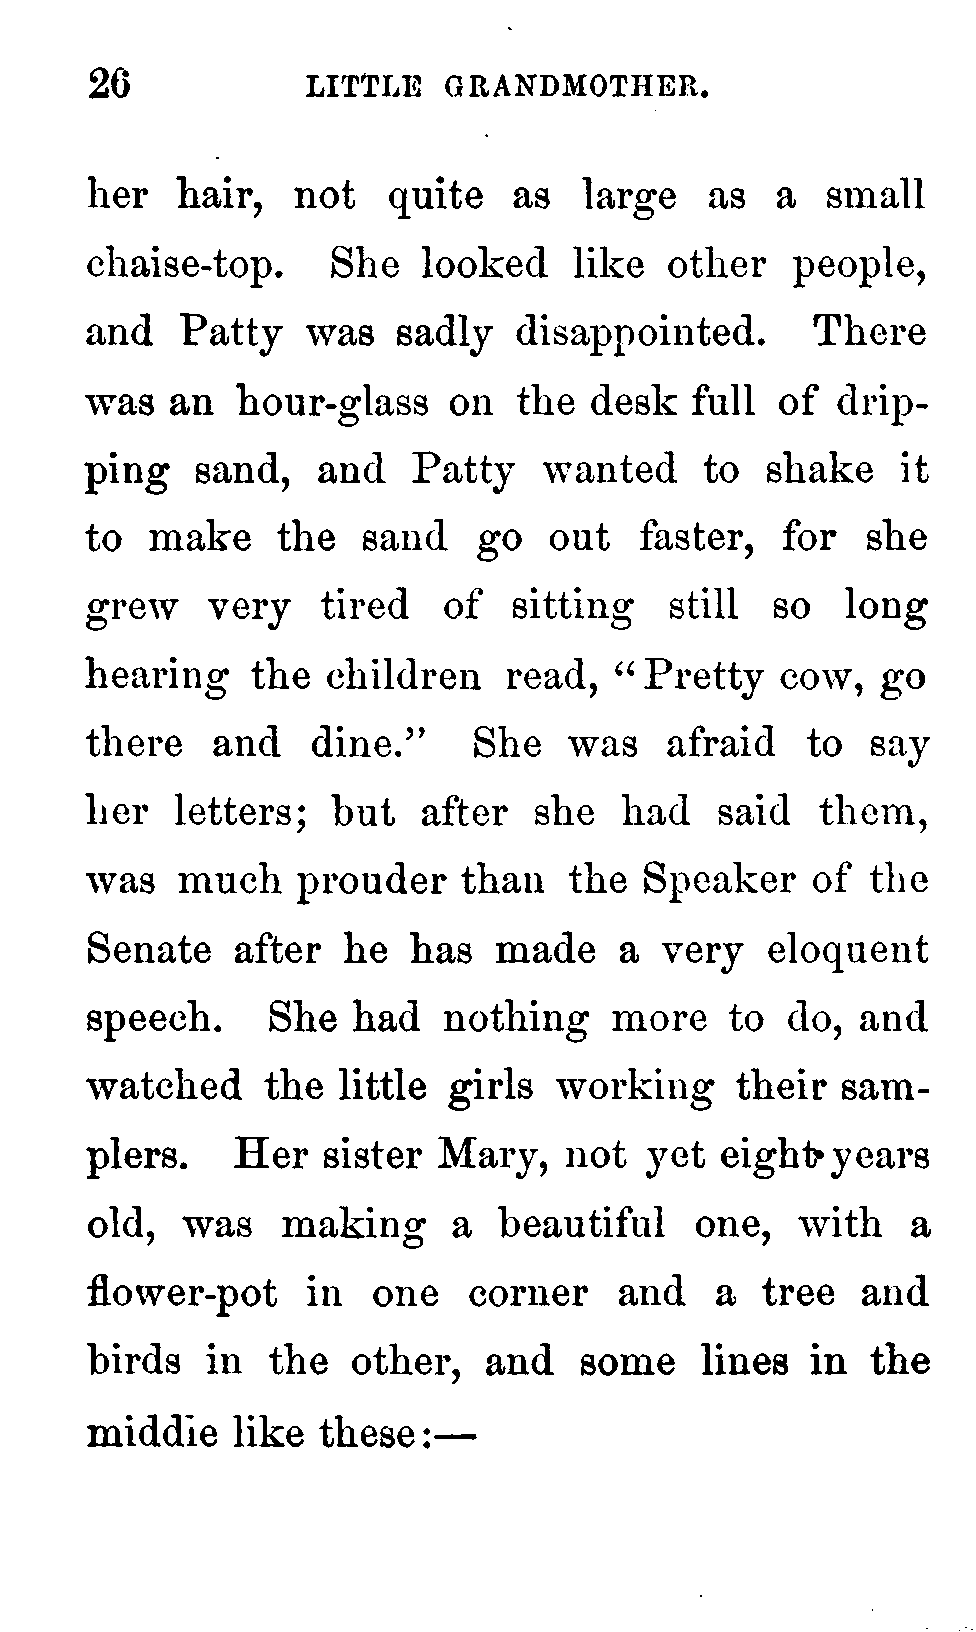 26 LITTLE GRANDMOTHER.
her hair, not quite as large as a small
chaise-top. She looked like other people,
and Patty was sadly disappointed. There
was an hour-glass on the desk full of drip-
ping sand, and Patty wanted to shake it
to make the sand go out faster, for she
grew very tired of sitting still so long
hearing the children read, “Pretty cow, go
there and dine.” She was afraid to say
her letters; but after she had said them,
was much prouder than the Speaker of the
Senate after he has made a very eloquent
speech. She had nothing more to do, and
watched the little girls working their sam-
plers. Her sister Mary, not yet eight years
old, was making a beautiful one, with a
flower-pot in one corner and a tree and
birds in the other, and some lines in the
middle like these:—